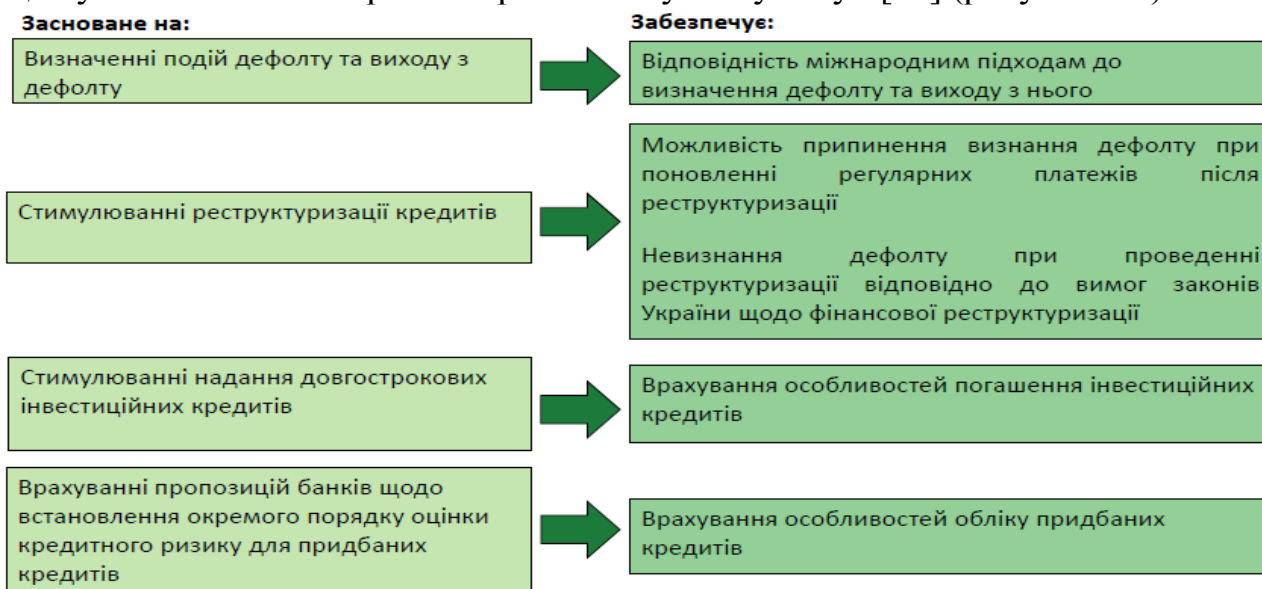 Засноване на:
Забезпечує:
Визначенні подій дефолту та виходу з
дефолту
Відповідність міжнародним підходам до
визначення дефолту та виходу з нього
Стимулюванні реструктуризації кредитів
Можливість припинення визнання дефолту при
поновленні регулярних платежів після
реструктуризації
Невизнання дефолту при проведенні
реструктуризації відповідно до вимог законів
України щодо фінансової реструктуризації
Стимулюванні надання довгострокових
інвестиційних кредитів
Врахування особливостей погашення інвестиційних
кредитів
Врахуванні пропозицій банків щодо
встановлення окремого порядку оцінки
кредитного ризику для придбаних
кредитів
Врахування особливостей обліку придбаних
кредитів